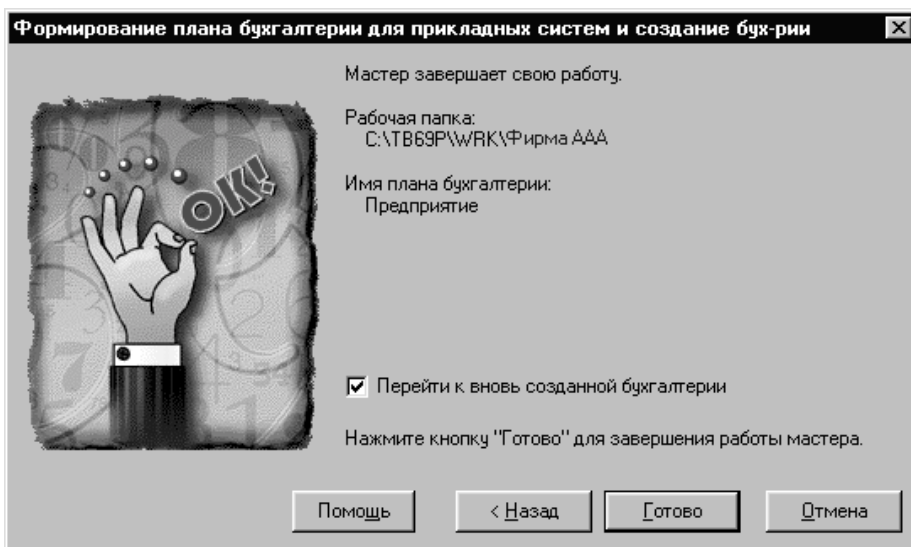 Формирование плана бухгалтерии для прикладных систем и создание бух-рии
Мастер завершает свою работу.
Рабочая папка:
C:\TB69P\WRK\Фирма ААА
Имя плана бухгалтерии:
Предприятие
OK!
Перейти к вновь созданной бухгалтерии
Нажмите кнопку "Готово" для завершения работы мастера.
Помощь
< Назад
Готово
Отмена